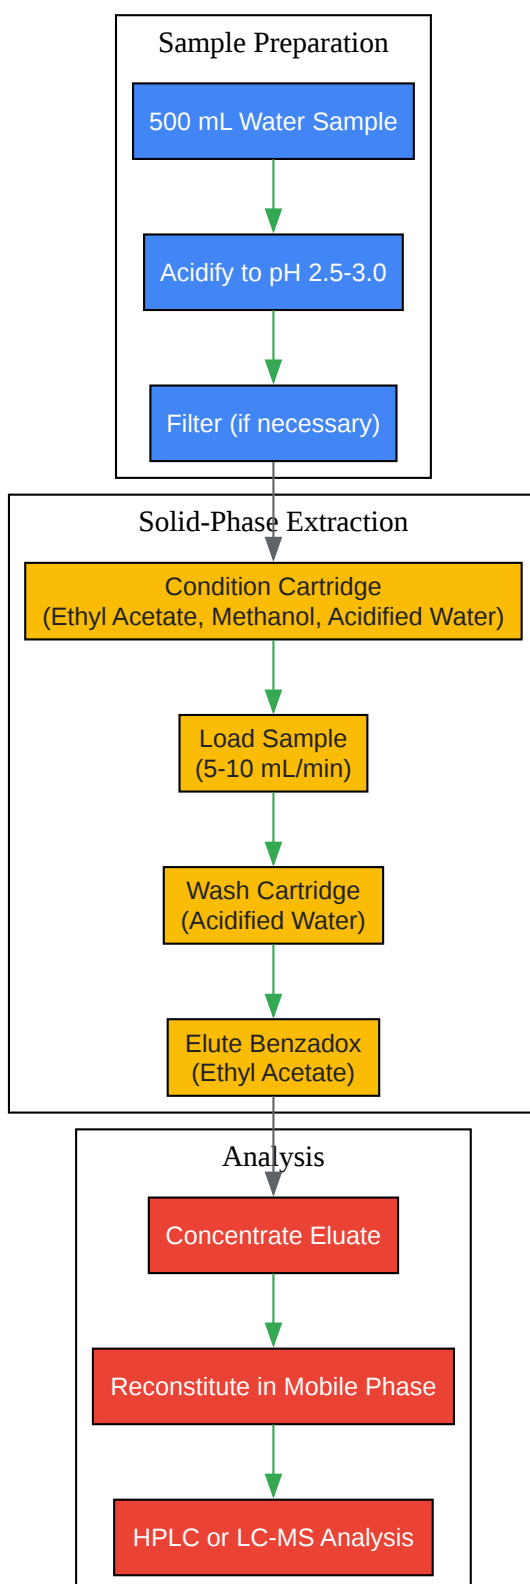 Sample Preparation
500 mL Water Sample
Acidify to pH 2.5-3.0
Filter (if necessary)
Solid-Phase Extraction
Condition Cartridge
(Ethyl Acetate, Methanol, Acidified Water)
Load Sample
(5-10 mL/min)
Wash Cartridge
(Acidified Water)
Elute Benzadox
(Ethyl Acetate)
Analysis
Concentrate Eluate
Reconstitute in Mobile Phase
HPLC or LC-MS Analysis